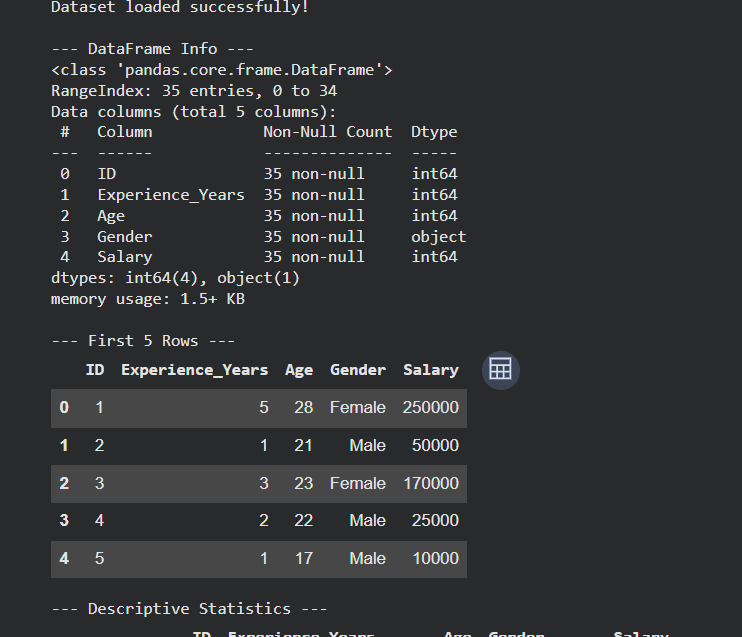 Dataset loaded successfully!
--- DataFrame Info ---
<class 'pandas.core.frame.DataFrame'>
RangeIndex: 35 entries, 0 to 34
Data columns (total 5 columns):
 #   Column            Non-Null Count  Dtype
---  ------            --------------  -----
 0   ID                35 non-null     int64
 1   Experience_Years  35 non-null     int64
 2   Age               35 non-null     int64
 3   Gender            35 non-null     object
 4   Salary            35 non-null     int64
dtypes: int64(4), object(1)
memory usage: 1.5+ KB
--- First 5 Rows ---
ID Experience_Years Age Gender Salary
0 1 5 28 Female 250000
1 2 1 21 Male 50000
2 3 3 23 Female 170000
3 4 2 22 Male 25000
4 5 1 17 Male 10000
--- Descriptive Statistics ---
ID Experience_Years Age Gender Salary